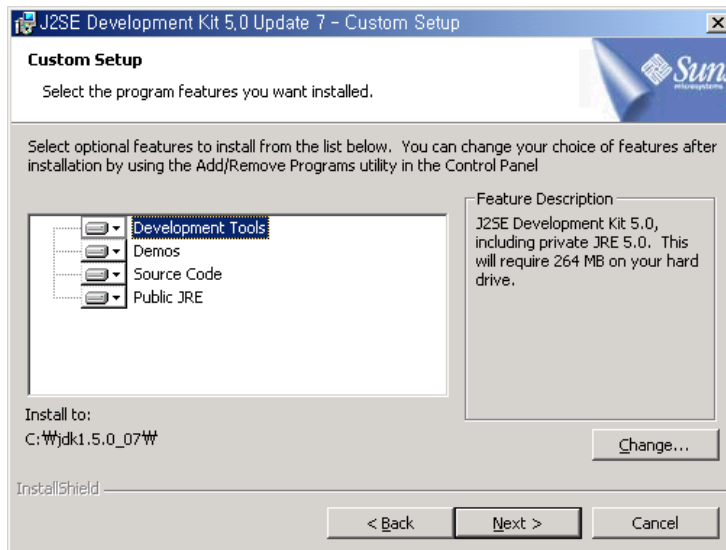 J2SE Development Kit 5.0 Update 7 - Custom Setup
Custom Setup
Select the program features you want installed.
Sun
microsystems
Select optional features to install from the list below. You can change your choice of features after
installation by using the Add/Remove Programs utility in the Control Panel
Development Tools
Demos
Source Code
Public JRE
Feature Description
J2SE Development Kit 5.0,
including private JRE 5.0. This
will require 264 MB on your hard
drive.
Install to:
C:₩jdk1.5.0_07₩
Change...
InstallShield
< Back
Next >
Cancel